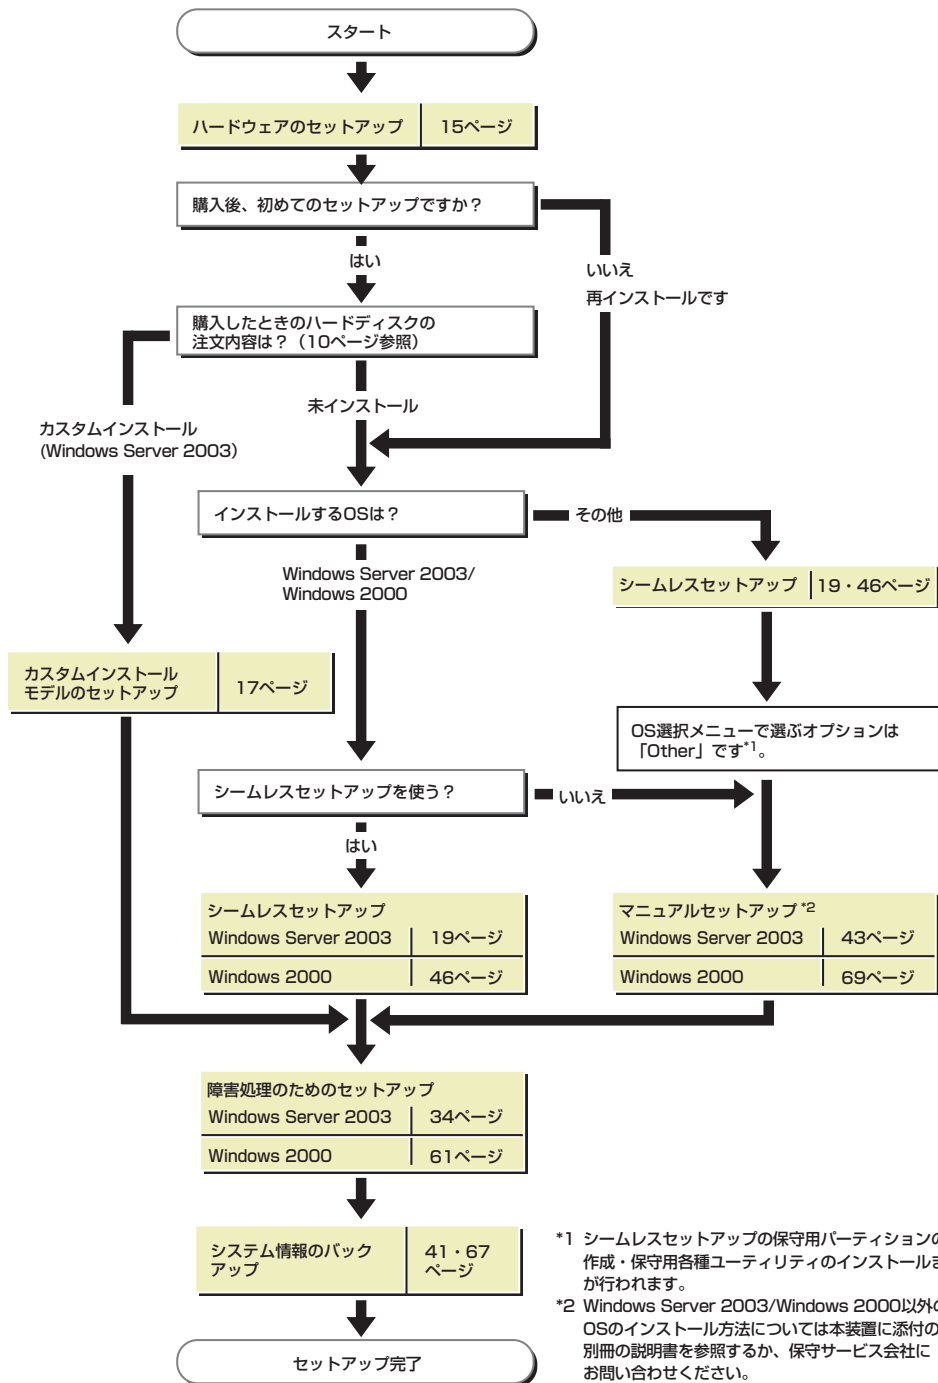 スタート
ハードウェアのセットアップ 15ページ
購入後、初めてのセットアップですか？
はい
いいえ
再インストールです
購入したときのハードディスクの
注文内容は？（10ページ参照）
未インストール
カスタムインストール
(Windows Server 2003)
インストールするOSは？
その他
Windows Server 2003/
Windows 2000
シームレスセットアップ 19・46ページ
カスタムインストール
モデルのセットアップ 17ページ
OS選択メニューで選ぶオプションは
「Other」です*1。
シームレスセットアップを使う？
いいえ
はい
シームレスセットアップ
Windows Server 2003 19ページ
Windows 2000 46ページ
マニュアルセットアップ*2
Windows Server 2003 43ページ
Windows 2000 69ページ
障害処理のためのセットアップ
Windows Server 2003 34ページ
Windows 2000 61ページ
システム情報のバック
アップ
41・67
ページ
セットアップ完了
*1 シームレスセットアップの保守用パーティションの
作成・保守用各種ユーティリティのインストールま
が行われます。
*2 Windows Server 2003/Windows 2000以外の
OSのインストール方法については本装置に添付の
別冊の説明書を参照するか、保守サービス会社に
お問い合わせください。